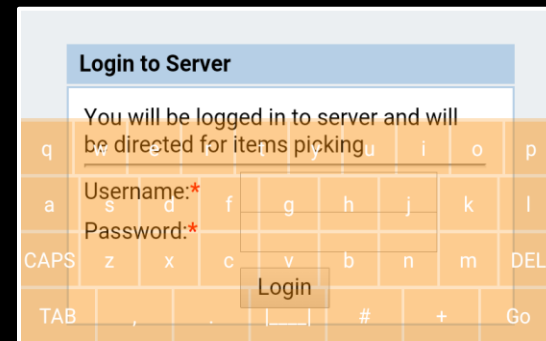 Login to Server
You will be logged in to server and will
be directed for items picking
q w e r t y u i o p
Username:*
a s d f g h j k l
Password:*
CAPS z x c v b n m DEL
Login
TAB , . |___| # + Go